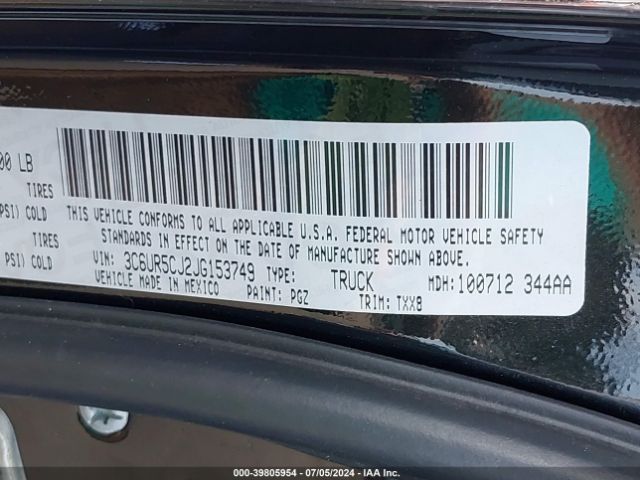 00 LB
TIRES
PSI) COLD
TIRES
PSI) COLD
THIS VEHICLE CONFORMS TO ALL APPLICABLE U.S.A. FEDERAL MOTOR VEHICLE SAFETY
STANDARDS IN EFFECT ON THE DATE OF MANUFACTURE SHOWN ABOVE.
VIN: 3C6UR5CJ2JG153749 TYPE: TRUCK MDH:100712 344AA
VEHICLE MADE IN MEXICO PAINT: PGZ TRIM: TXX8
000-39805954 - 07/05/2024 - IAA Inc.